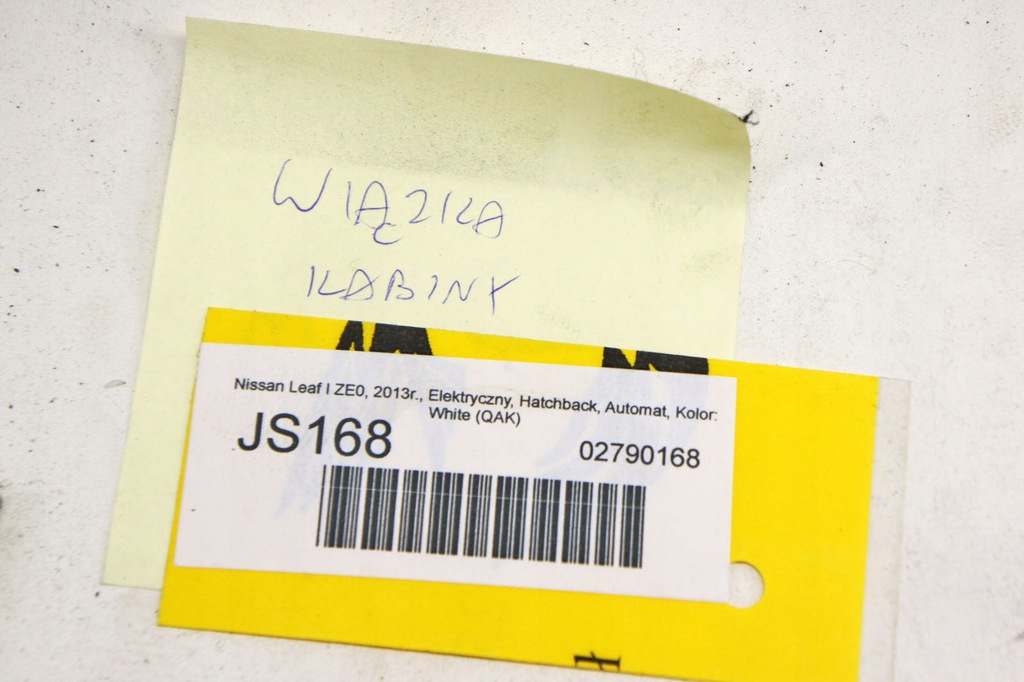 WIĄZKA
KABINY
Nissan Leaf I ZE0, 2013r., Elektryczny, Hatchback, Automat, Kolor:
White (QAK)
JS168
02790168